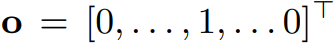 𝐨 = [0, . . . , 1, . . . 0]^⊤